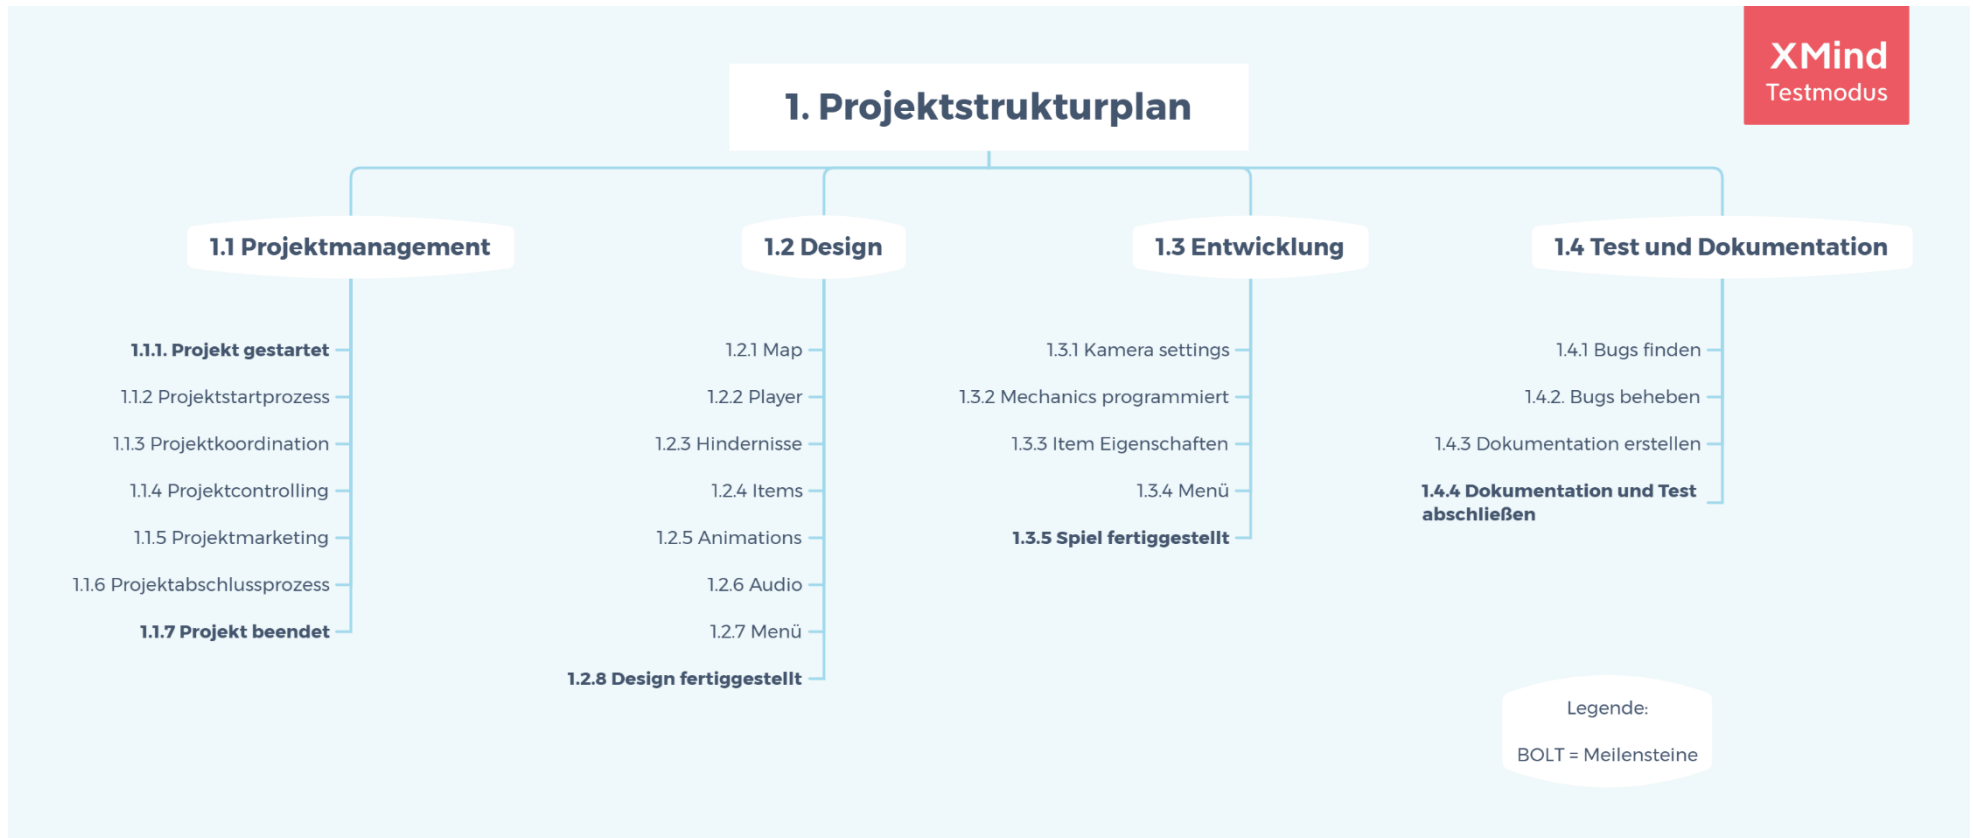 XMind
Testmodus
1. Projektstrukturplan
1.1 Projektmanagement
1.1.1. Projekt gestartet
1.1.2 Projektstartprozess
1.1.3 Projektkoordination
1.1.4 Projektcontrolling
1.1.5 Projektmarketing
1.1.6 Projektabschlussprozess
1.1.7 Projekt beendet
1.2 Design
1.2.1 Map
1.2.2 Player
1.2.3 Hindernisse
1.2.4 Items
1.2.5 Animations
1.2.6 Audio
1.2.7 Menü
1.2.8 Design fertiggestellt
1.3 Entwicklung
1.3.1 Kamera settings
1.3.2 Mechanics programmiert
1.3.3 Item Eigenschaften
1.3.4 Menü
1.3.5 Spiel fertiggestellt
1.4 Test und Dokumentation
1.4.1 Bugs finden
1.4.2. Bugs beheben
1.4.3 Dokumentation erstellen
1.4.4 Dokumentation und Test
abschließen
Legende:
BOLT = Meilensteine